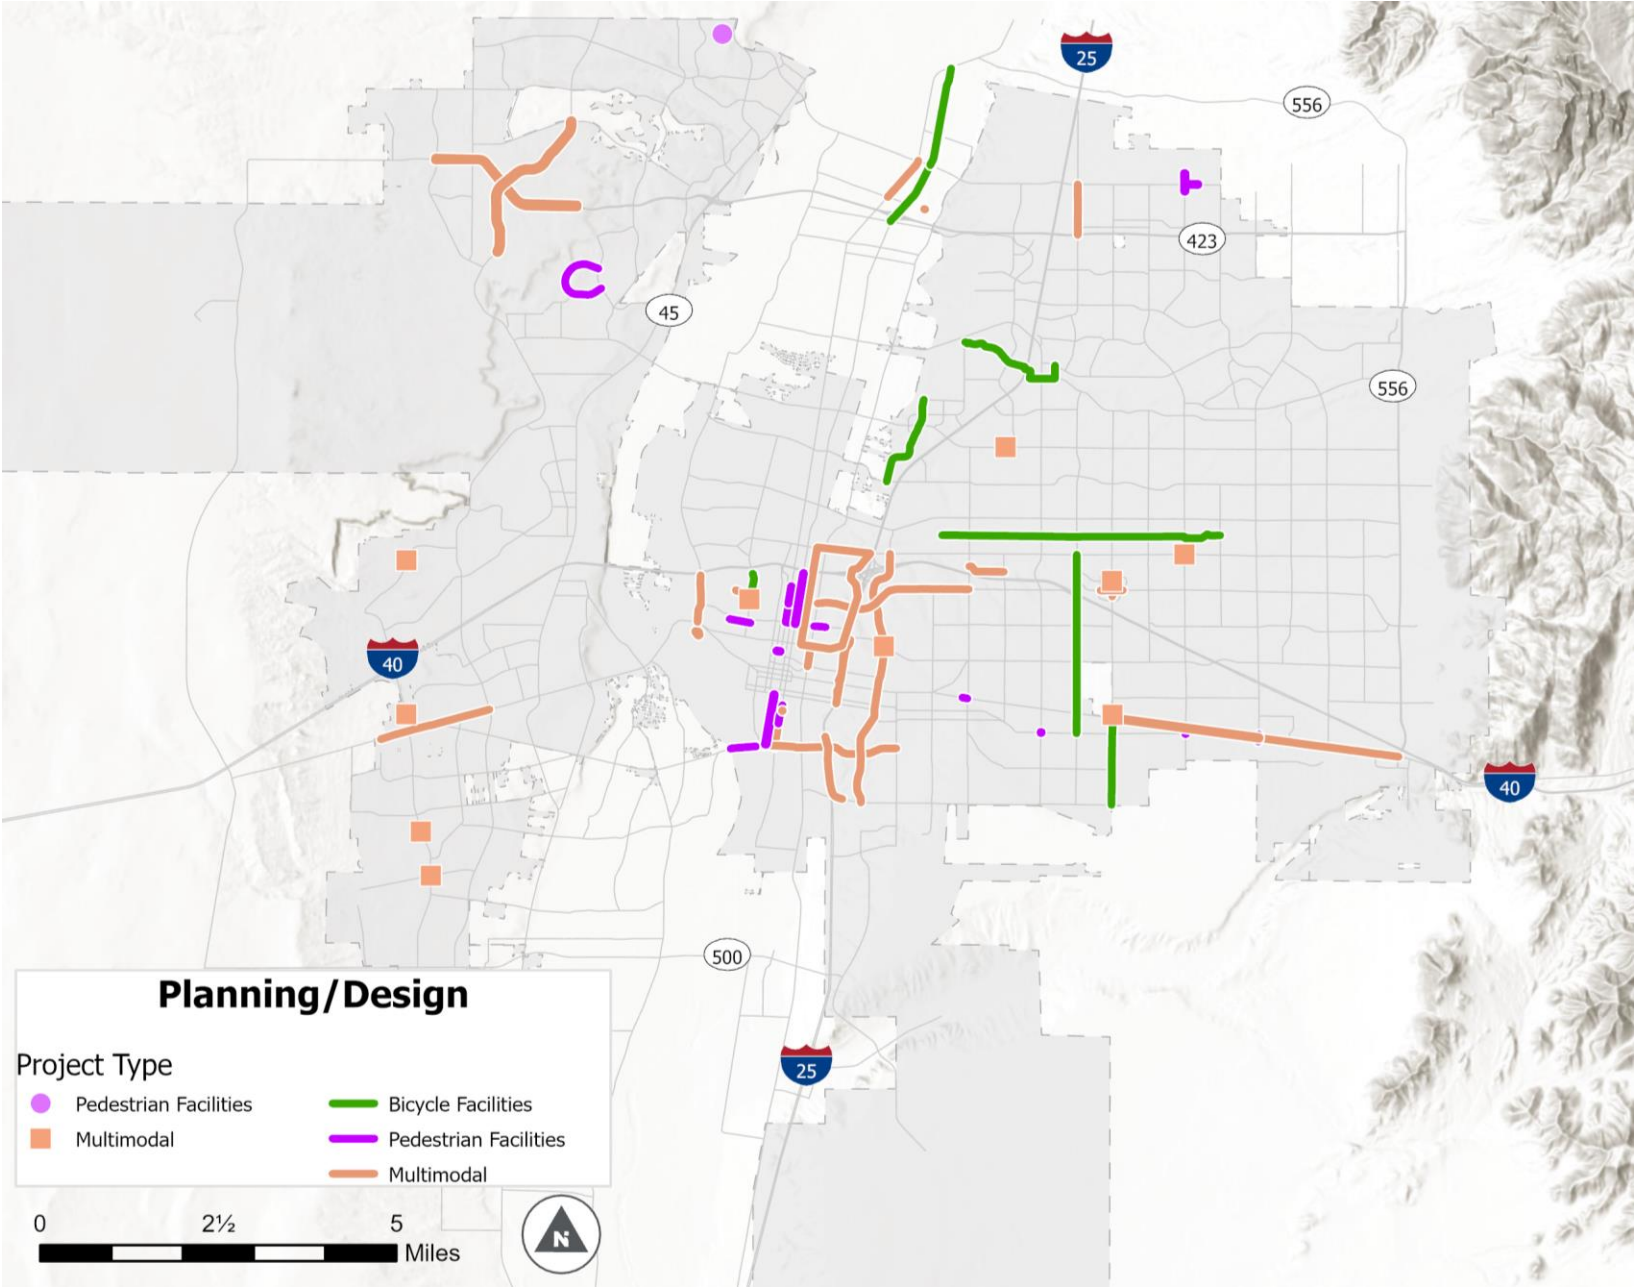 25
556
423
45
556
40
40
500
25
Planning/Design
Project Type
Pedestrian Facilities
Multimodal
Bicycle Facilities
Pedestrian Facilities
Multimodal
0 2½ 5
Miles
N